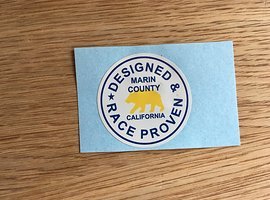 DESIGNED &
MARIN
COUNTY
CALIFORNIA
★ RACE PROVEN ★